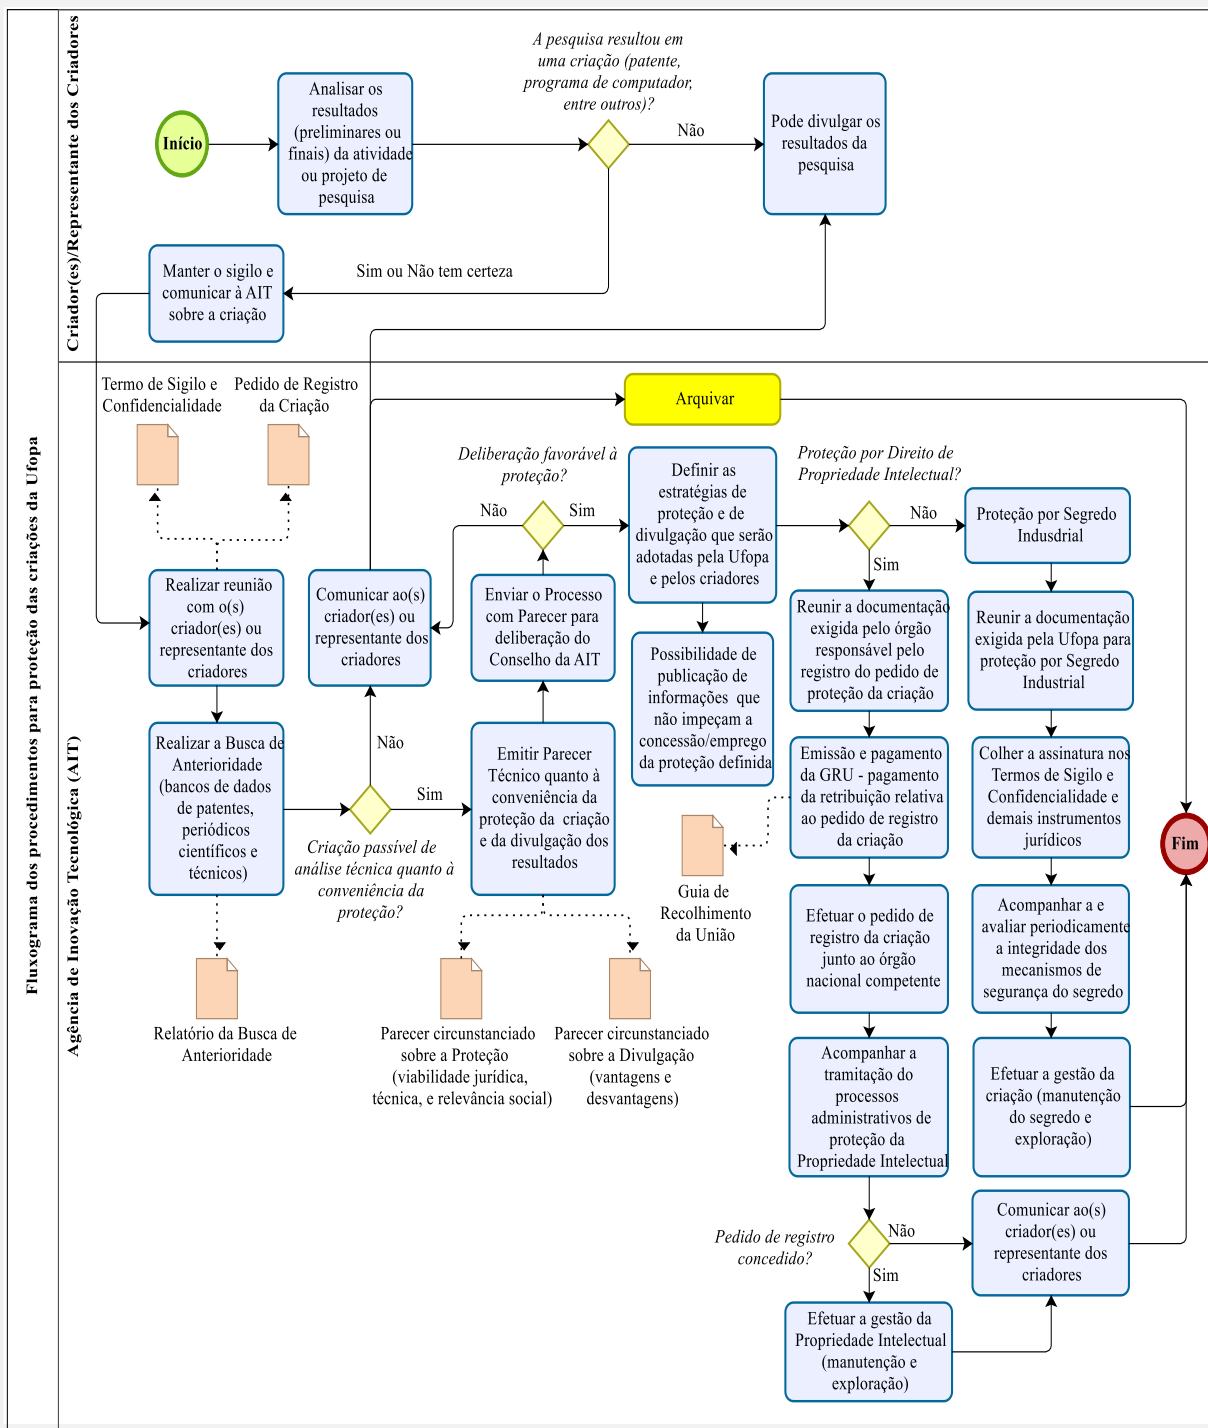 Fluxograma dos procedimentos para proteção das criações da Ufopa
Criador(es)/Representante dos Criadores
Início
Analisar os
resultados
(preliminares ou
finais) da atividade
ou projeto de
pesquisa
A pesquisa resultou em
uma criação (patente,
programa de computador,
entre outros)?
Não
Pode divulgar os
resultados da
pesquisa
Sim ou Não tem certeza
Manter o sigilo e
comunicar à AIT
sobre a criação
Agência de Inovação Tecnológica (AIT)
Termo de Sigilo e
Confidencialidade
Pedido de Registro
da Criação
Arquivar
Realizar reunião
com o(s)
criador(es) ou
representante dos
criadores
Realizar a Busca de
Anterioridade
(bancos de dados
de patentes,
periódicos
científicos e
técnicos)
Relatório da Busca de
Anterioridade
Criação passível de
análise técnica quanto à
conveniência da
proteção?
Não
Sim
Comunicar ao(s)
criador(es) ou
representante dos
criadores
Emitir Parecer
Técnico quanto à
conveniência da
proteção da criação
e da divulgação dos
resultados
Parecer circunstanciado
sobre a Proteção
(viabilidade jurídica,
técnica, e relevância social)
Parecer circunstanciado
sobre a Divulgação
(vantagens e
desvantagens)
Enviar o Processo
com Parecer para
deliberação do
Conselho da AIT
Deliberação favorável à
proteção?
Não
Sim
Definir as
estratégias de
proteção e de
divulgação que serão
adotadas pela Ufopa
e pelos criadores
Possibilidade de
publicação de
informações que
não impeçam a
concessão/emprego
da proteção definida
Proteção por Direito de
Propriedade Intelectual?
Não
Sim
Proteção por Segredo
Indusdrial
Reunir a documentação
exigida pela Ufopa para
proteção por Segredo
Industrial
Colher a assinatura nos
Termos de Sigilo e
Confidencialidade e
demais instrumentos
jurídicos
Acompanhar a e
avaliar periodicamente
a integridade dos
mecanismos de
segurança do segredo
Efetuar a gestão da
criação (manutenção
do segredo e
exploração)
Reunir a documentação
exigida pelo órgão
responsável pelo
registro do pedido de
proteção da criação
Emissão e pagamento
da GRU - pagamento
da retribuição relativa
ao pedido de registro
da criação
Guia de
Recolhimento
da União
Efetuar o pedido de
registro da criação
junto ao órgão
nacional competente
Acompanhar a
tramitação do
processos
administrativos de
proteção da
Propriedade Intelectual
Pedido de registro
concedido?
Não
Sim
Comunicar ao(s)
criador(es) ou
representante dos
criadores
Efetuar a gestão da
Propriedade Intelectual
(manutenção e
exploração)
Fim